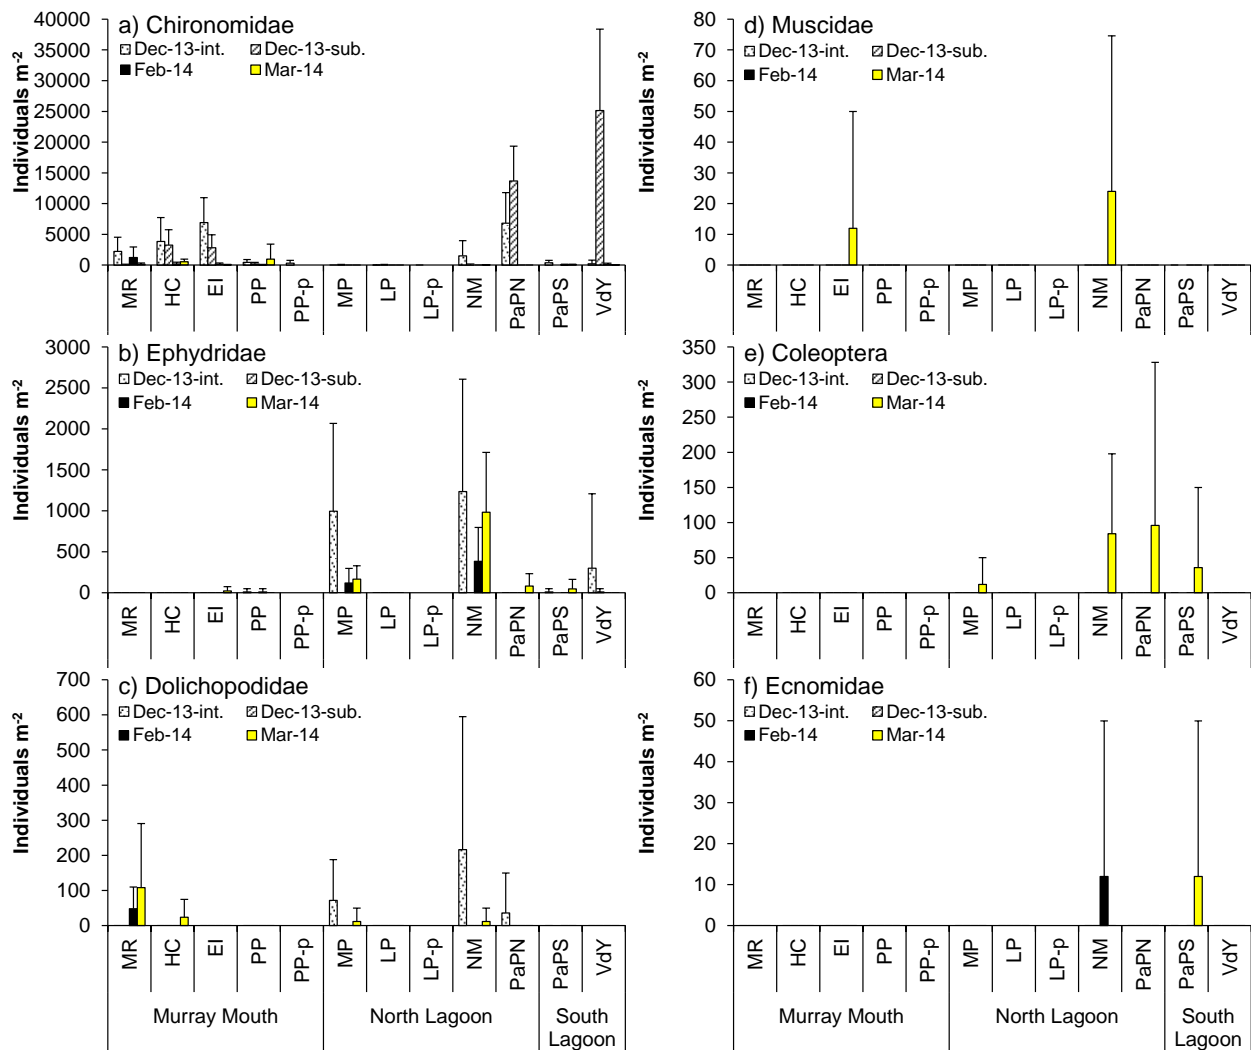 a) Chironomidae
Dec-13-int. Dec-13-sub.
Feb-14 Mar-14
Individuals m⁻²
40000
35000
30000
25000
20000
15000
10000
5000
0
MR HC EI PP PP-p MP LP LP-p NM PaPN PaPS VdY
b) Ephydridae
Dec-13-int. Dec-13-sub.
Feb-14 Mar-14
Individuals m⁻²
3000
2500
2000
1500
1000
500
0
MR HC EI PP PP-p MP LP LP-p NM PaPN PaPS VdY
c) Dolichopodidae
Dec-13-int. Dec-13-sub.
Feb-14 Mar-14
Individuals m⁻²
700
600
500
400
300
200
100
0
MR HC EI PP PP-p MP LP LP-p NM PaPN PaPS VdY
Murray Mouth North Lagoon South
Lagoon
d) Muscidae
Dec-13-int. Dec-13-sub.
Feb-14 Mar-14
Individuals m⁻²
80
70
60
50
40
30
20
10
0
MR HC EI PP PP-p MP LP LP-p NM PaPN PaPS VdY
e) Coleoptera
Dec-13-int. Dec-13-sub.
Feb-14 Mar-14
Individuals m⁻²
350
300
250
200
150
100
50
0
MR HC EI PP PP-p MP LP LP-p NM PaPN PaPS VdY
f) Ecnomidae
Dec-13-int. Dec-13-sub.
Feb-14 Mar-14
Individuals m⁻²
60
50
40
30
20
10
0
MR HC EI PP PP-p MP LP LP-p NM PaPN PaPS VdY
Murray Mouth North Lagoon South
Lagoon